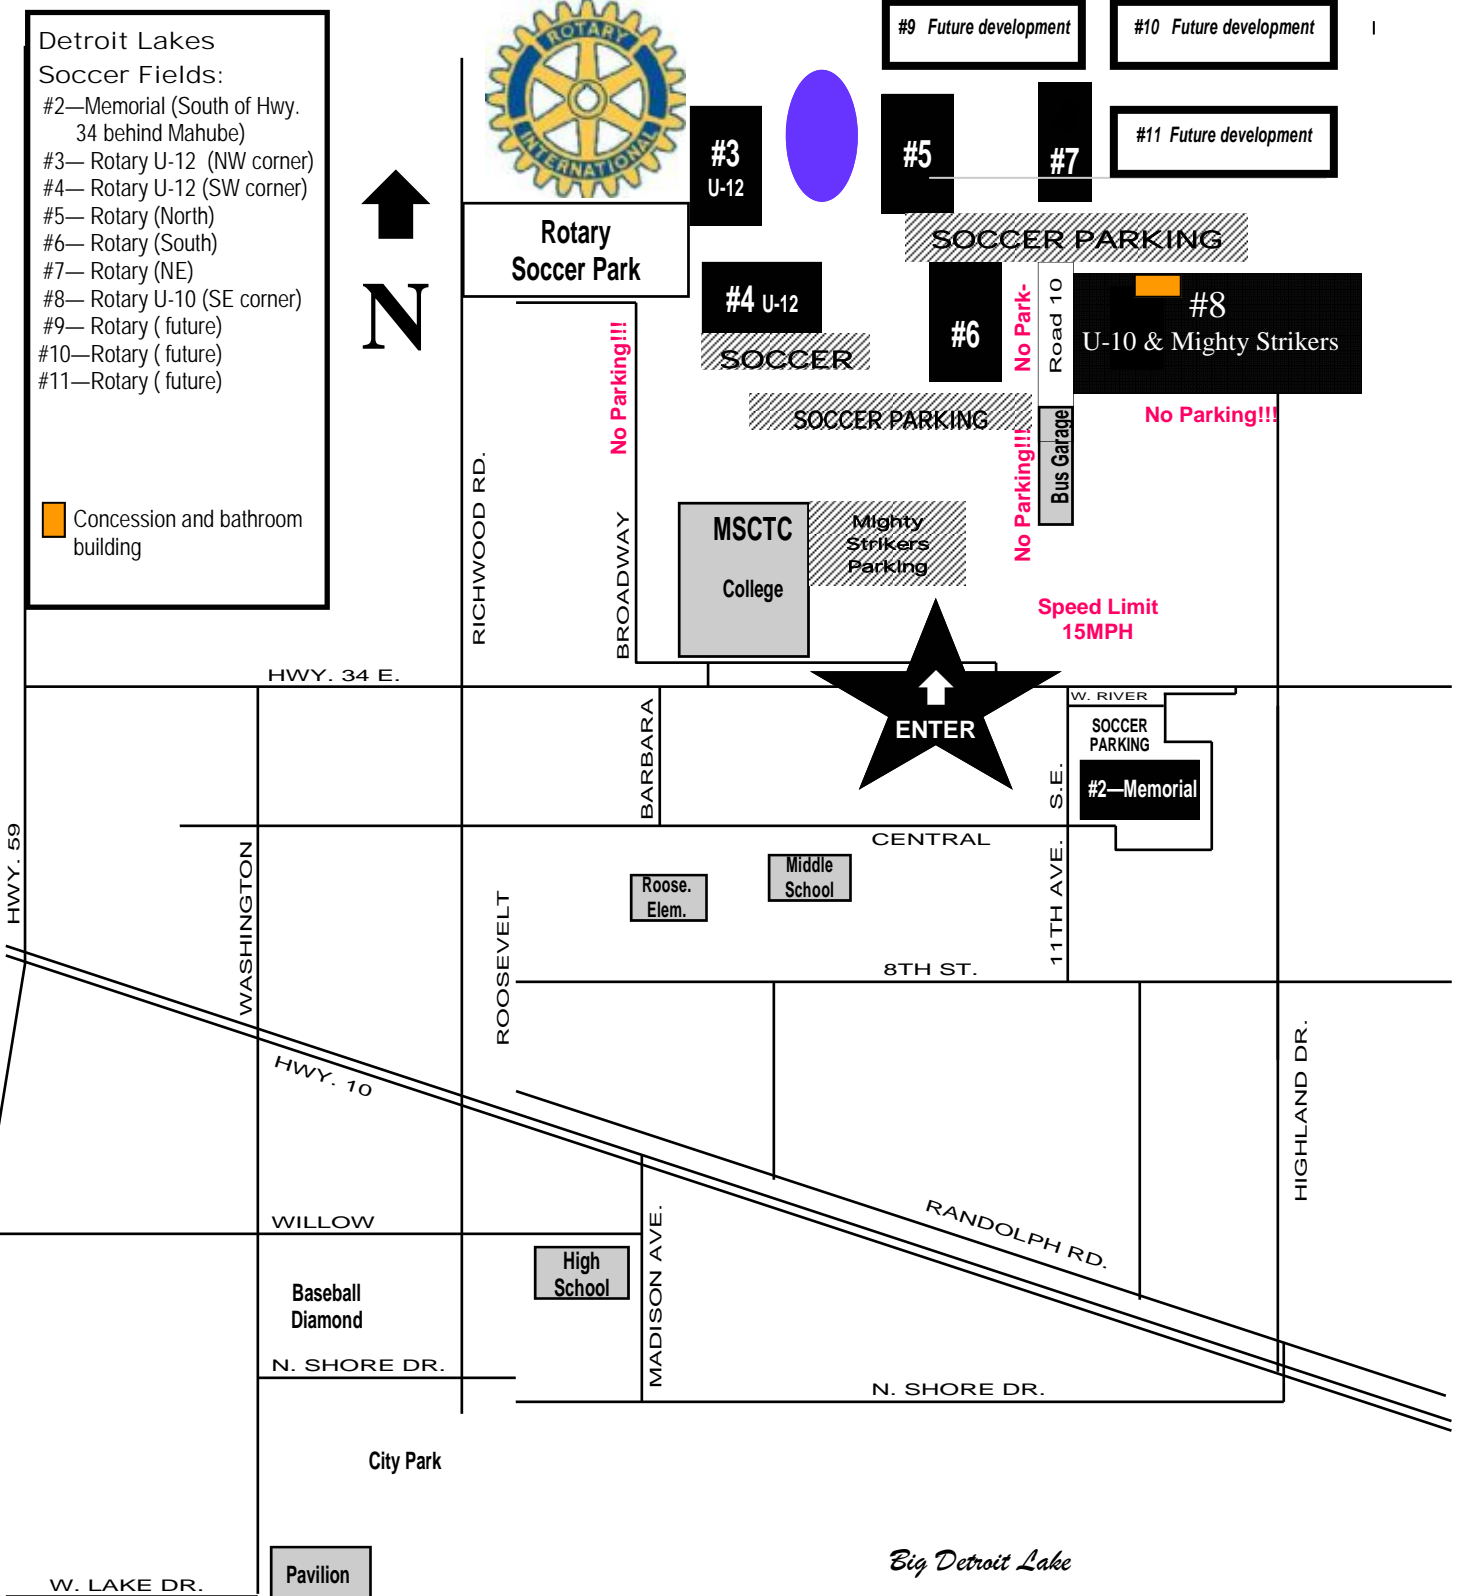 Detroit Lakes
Soccer Fields:
#2—Memorial (South of Hwy.
34 behind Mahube)
#3— Rotary U-12 (NW corner)
#4— Rotary U-12 (SW corner)
#5— Rotary (North)
#6— Rotary (South)
#7— Rotary (NE)
#8— Rotary U-10 (SE corner)
#9— Rotary ( future)
#10—Rotary ( future)
#11—Rotary ( future)
Concession and bathroom
building
N
ROTARY
INTERNATIONAL
Rotary
Soccer Park
#9 Future development
#10 Future development
#11 Future development
#3
U-12
#5
#7
SOCCER PARKING
#4 U-12
SOCCER
#6
No Park-
Road 10
#8
U-10 & Mighty Strikers
No Parking!!!
SOCCER PARKING
No Parking!!!
No Parking!!!
Bus Garage
RICHWOOD RD.
BROADWAY
MSCTC
College
Mighty
Strikers
Parking
Speed Limit
15MPH
HWY. 34 E.
ENTER
W. RIVER
SOCCER
PARKING
#2—Memorial
BARBARA
S.E.
11TH AVE.
CENTRAL
HWY. 59
WASHINGTON
Roose.
Elem.
Middle
School
ROOSEVELT
8TH ST.
HWY. 10
HIGHLAND DR.
RANDOLPH RD.
WILLOW
High
School
MADISON AVE.
Baseball
Diamond
N. SHORE DR.
N. SHORE DR.
City Park
Pavilion
W. LAKE DR.
Big Detroit Lake